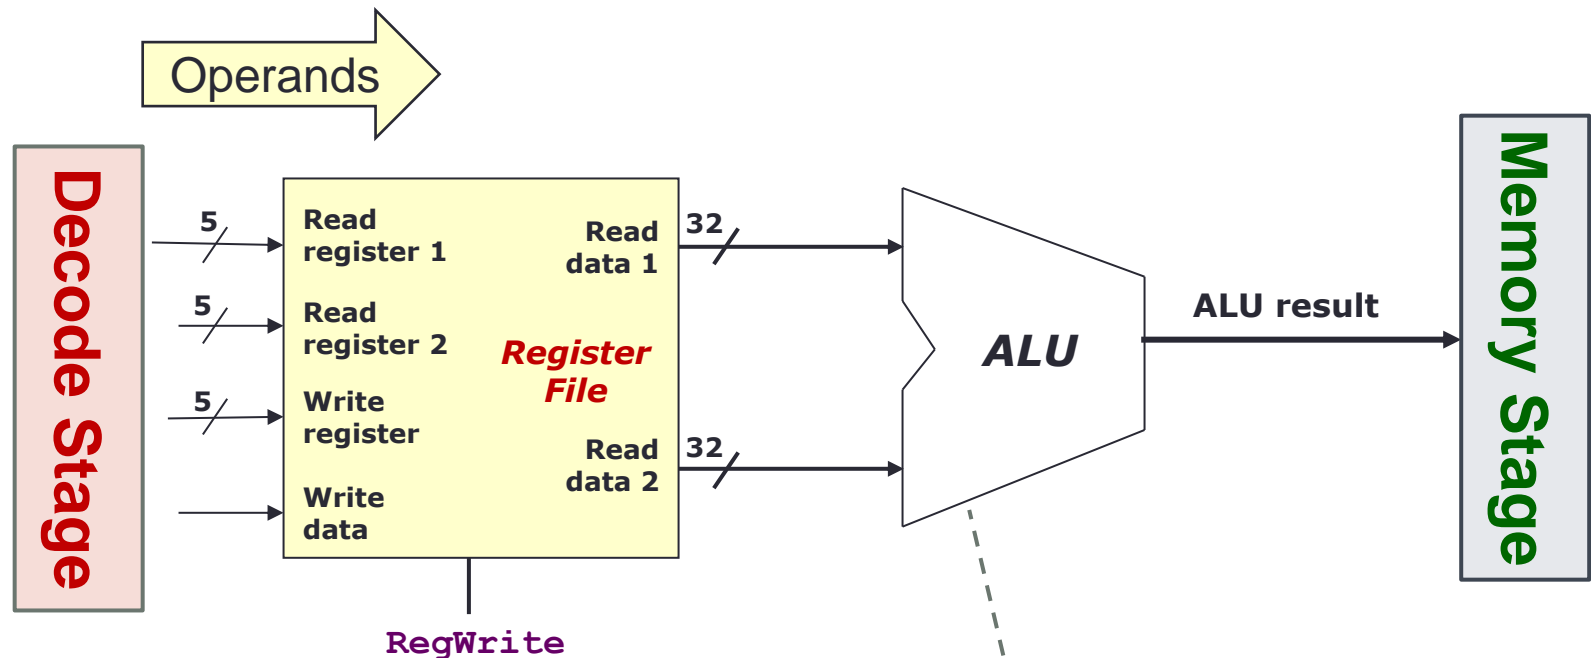 Operands
Decode Stage
5
Read
register 1
5
Read
register 2
5
Write
register
Write
data
Read
data 1
Register
File
Read
data 2
RegWrite
32
32
ALU
ALU result
Memory Stage